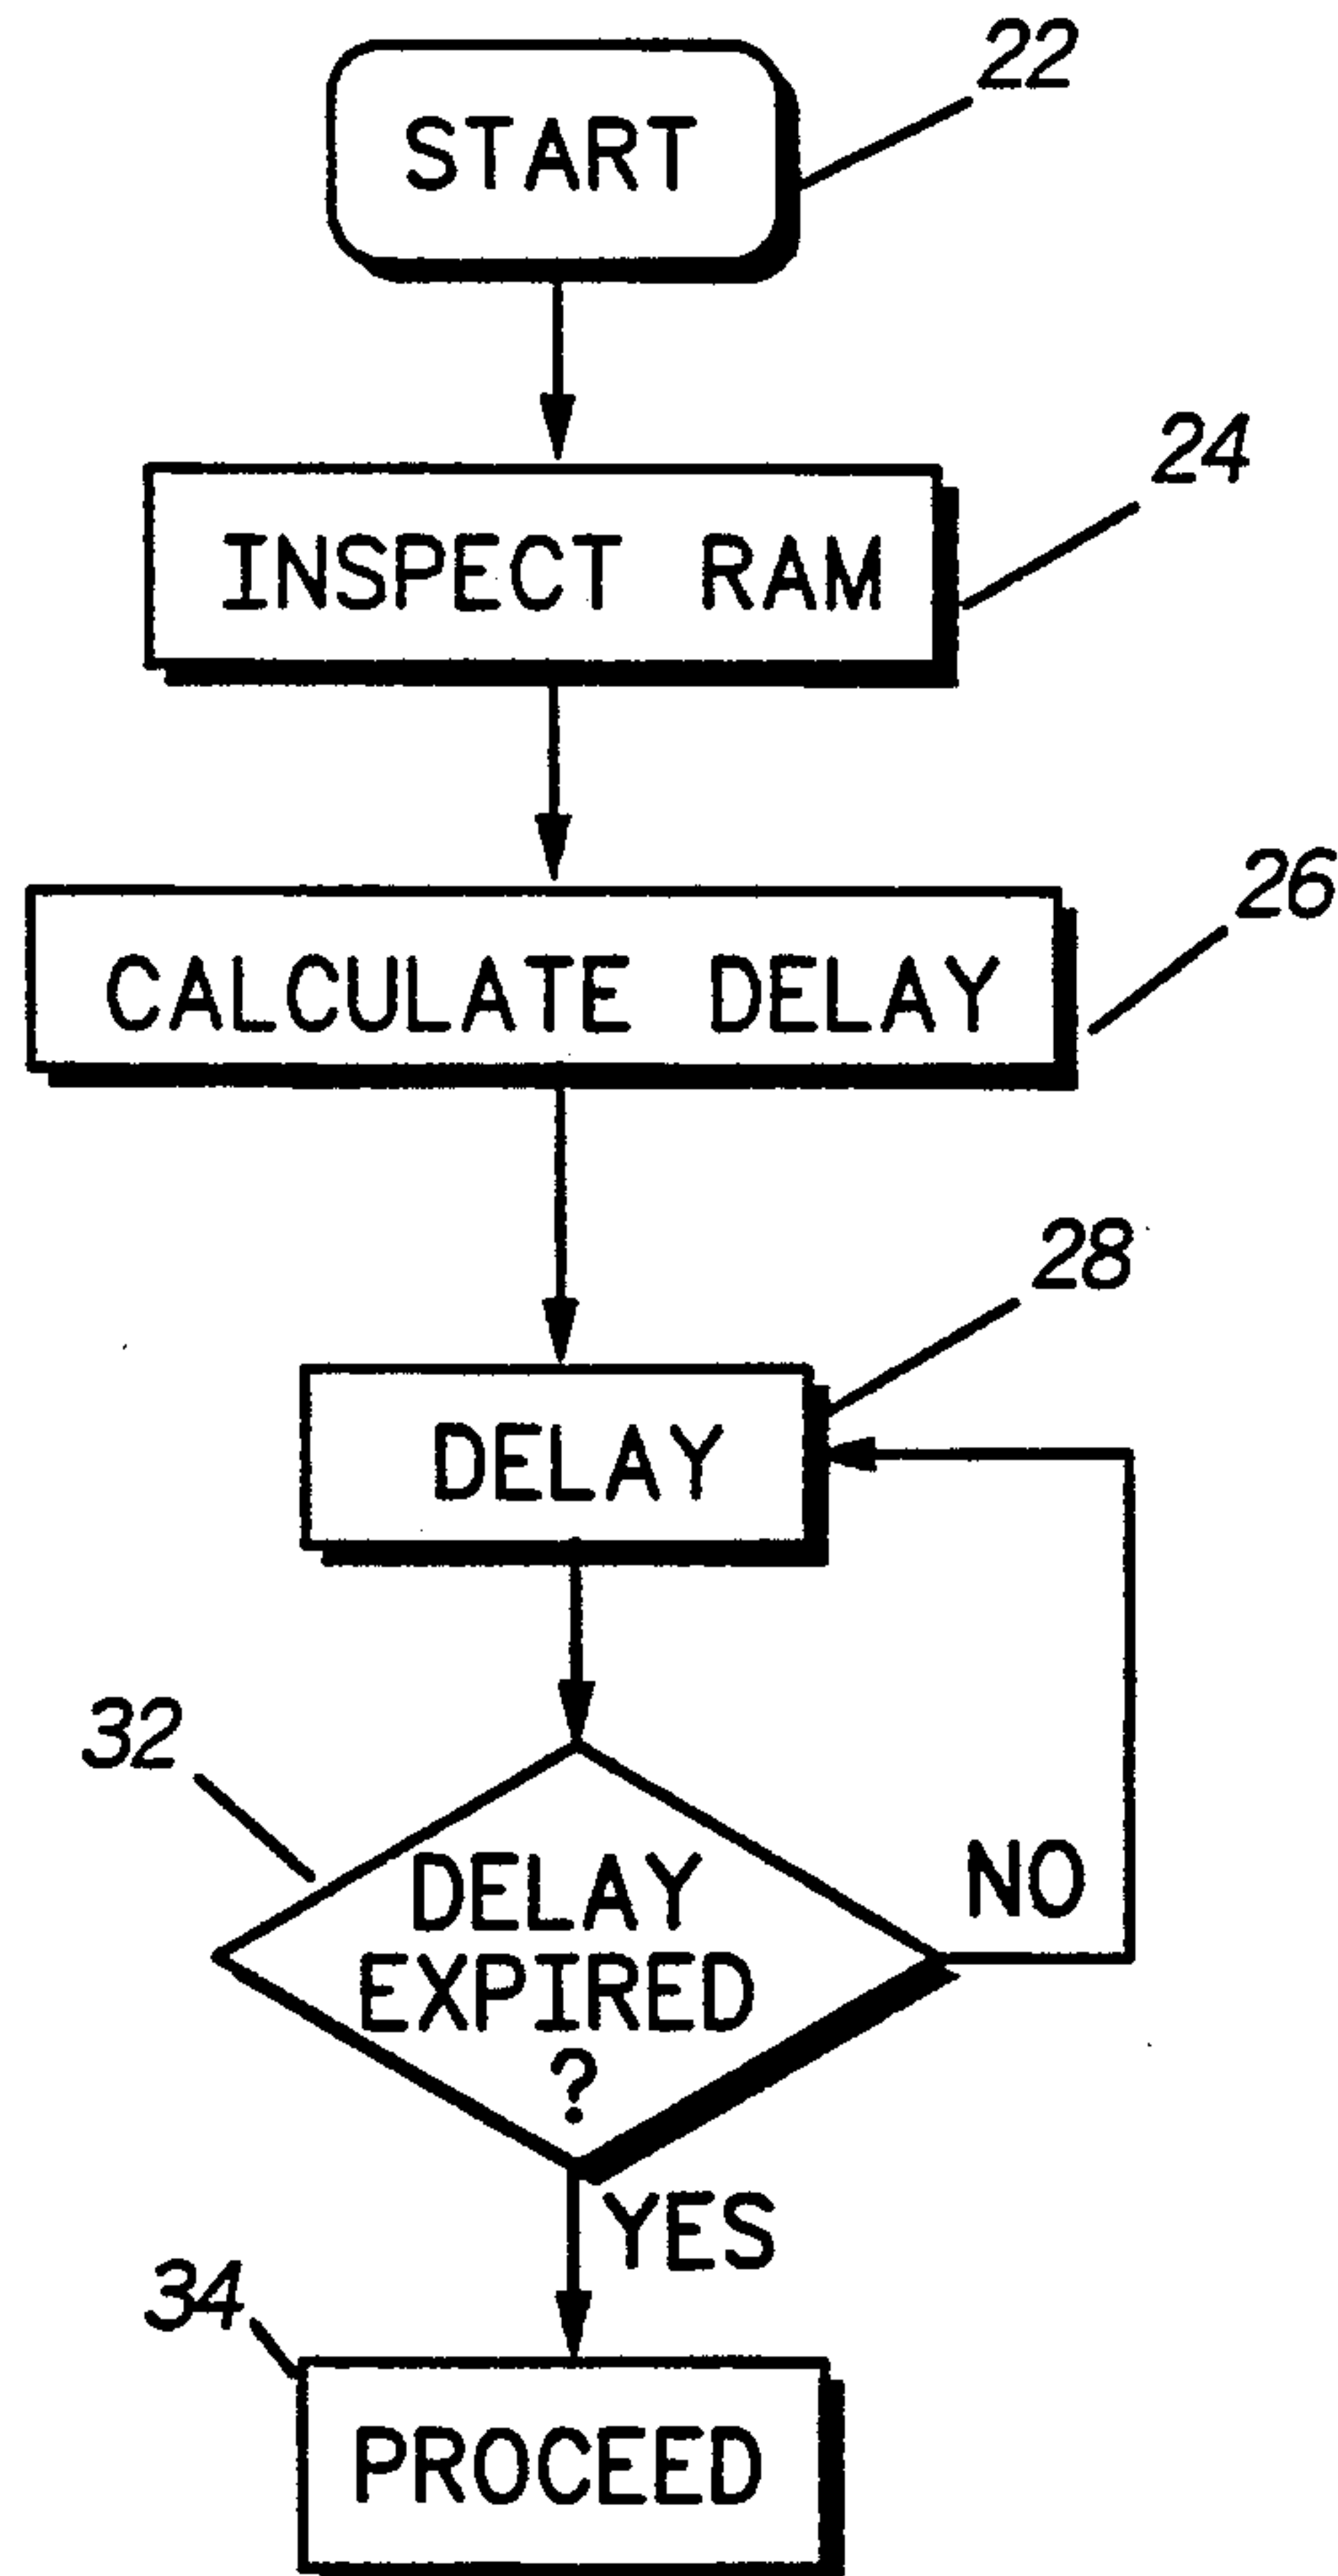 22
START
24
INSPECT RAM
26
CALCULATE DELAY
28
DELAY
32
DELAY
EXPIRED
?
NO
YES
34
PROCEED